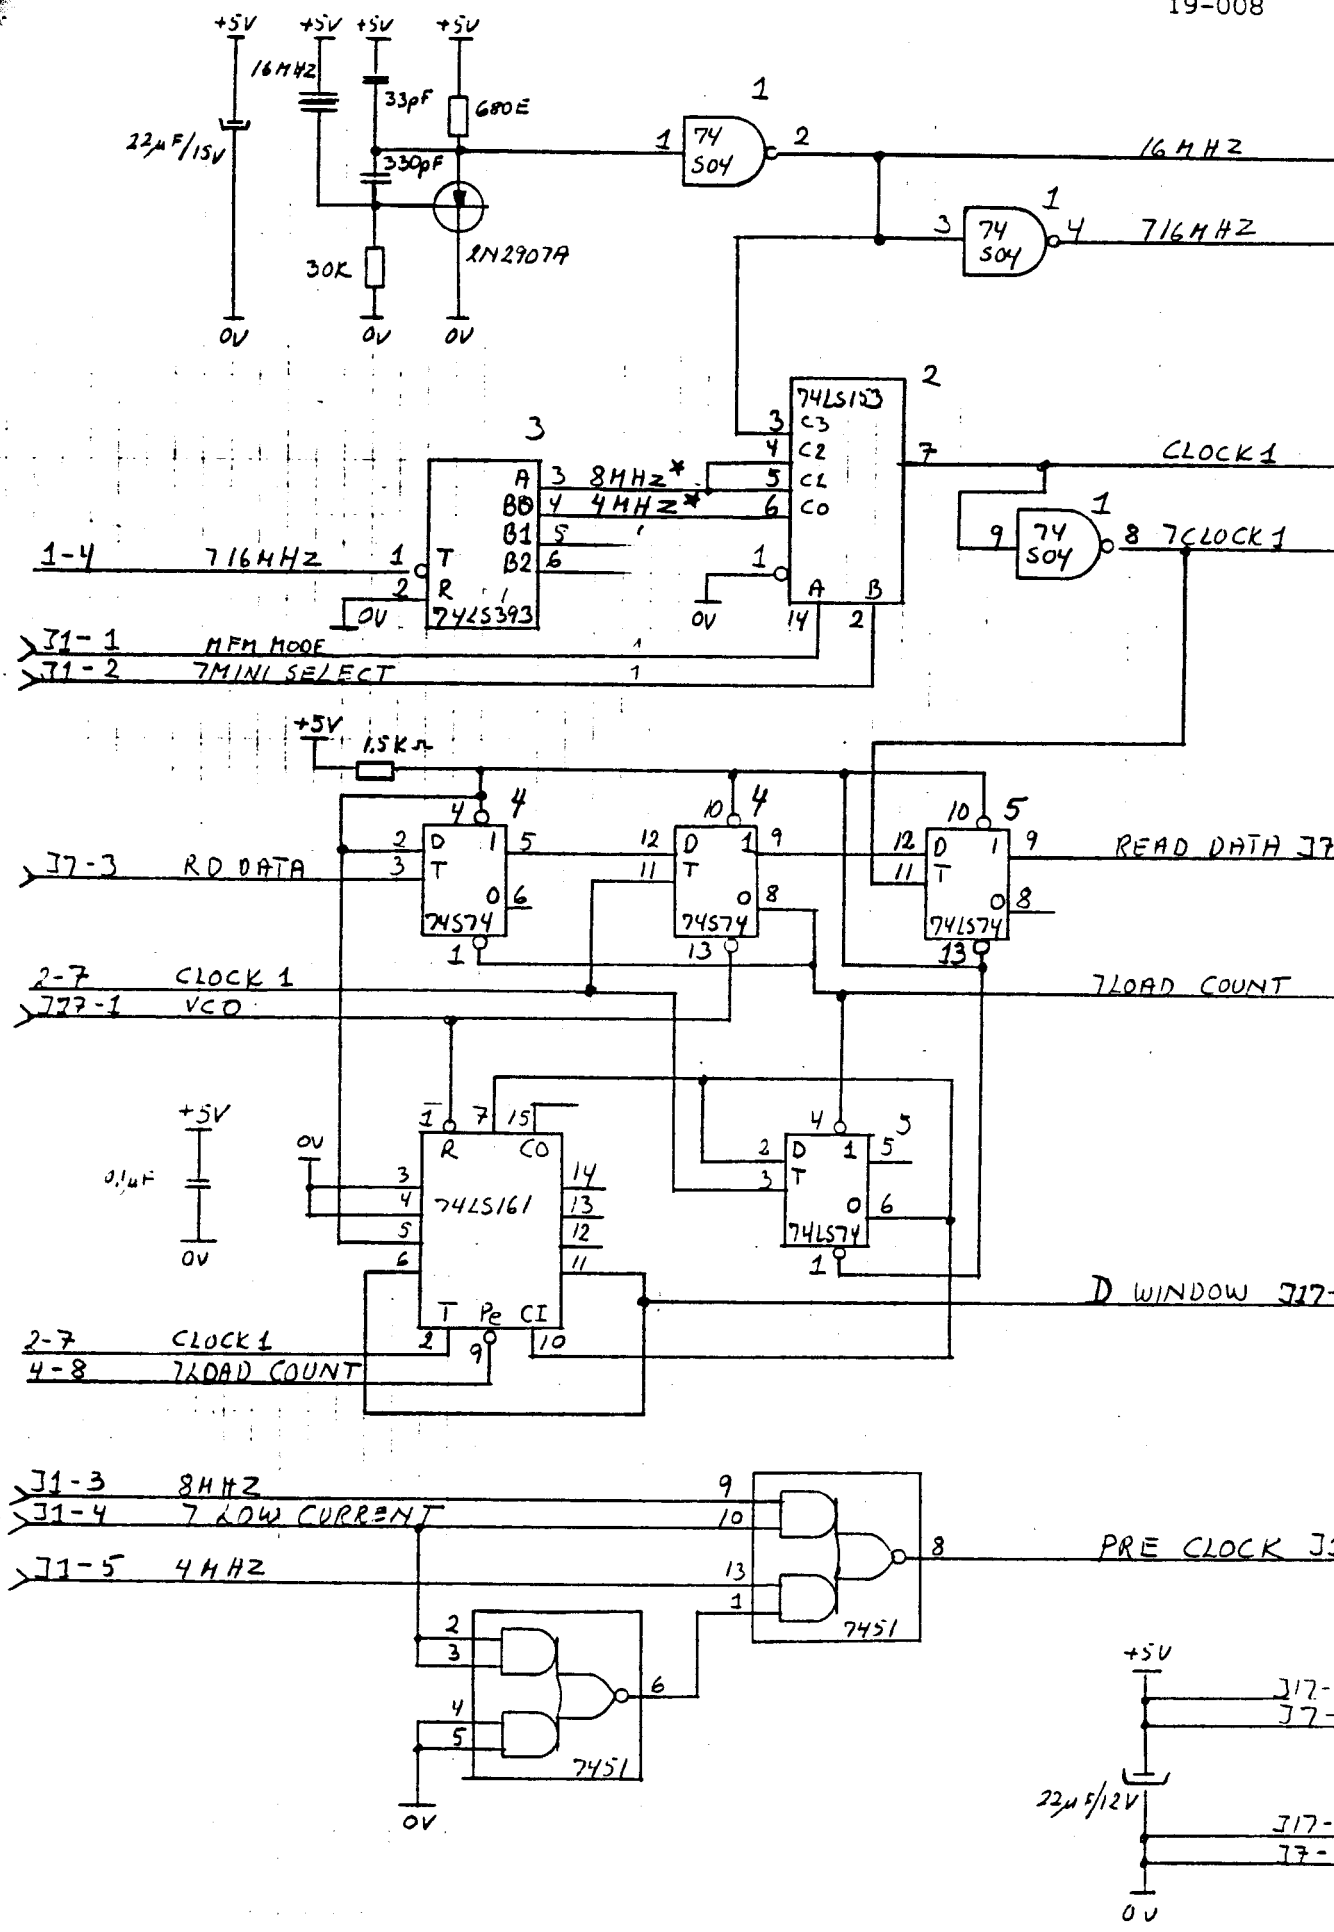 19-008
+5V +5V +5V +5V
16MHZ
33pF
680E
22µF/15V
330pF
30K
2N2907A
0V 0V 0V
1
1 74 S04 2
16MHZ
1
3 74 S04 4
716MHZ
2
74LS153
3 C3
4 C2
5 C1
6 C0
7
CLOCK1
1
9 74 S04 8
7CLOCK1
1
0V
A B
14 2
3
A 3 8MHZ*
B0 4 4MHZ*
B1 5
B2 6
1-4 716MHZ 1 T
2 R
0V 74LS393
J1-1 MFM MODE
J1-2 7MINI SELECT
+5V
1.5KΩ
4 4
2 D 1 5
3 T
0 6
74S74
1
10 4
12 D 1 9
11 T
0 8
74S74
13
10 5
12 D 1 9
11 T
0 8
74LS74
13
READ DATA J7
J7-3 RD DATA
2-7 CLOCK 1
J27-1 VCO
7LOAD COUNT
+5V
0.1µF
0V
0V
1 7 15
R CO
3
4
5
6
74LS161
14
13
12
11
T Pe CI
2 9 10
4 5
2 D 1 5
3 T
0 6
74LS74
1
D WINDOW J17-
2-7 CLOCK1
4-8 7LOAD COUNT
J1-3 8MHZ
J1-4 7 LOW CURRENT
J1-5 4MHZ
9
10
13
1
8
7451
PRE CLOCK J
2
3
4
5
6
7451
0V
+5V
J17-
J7-
22µF/12V
J17-
J7-
0V